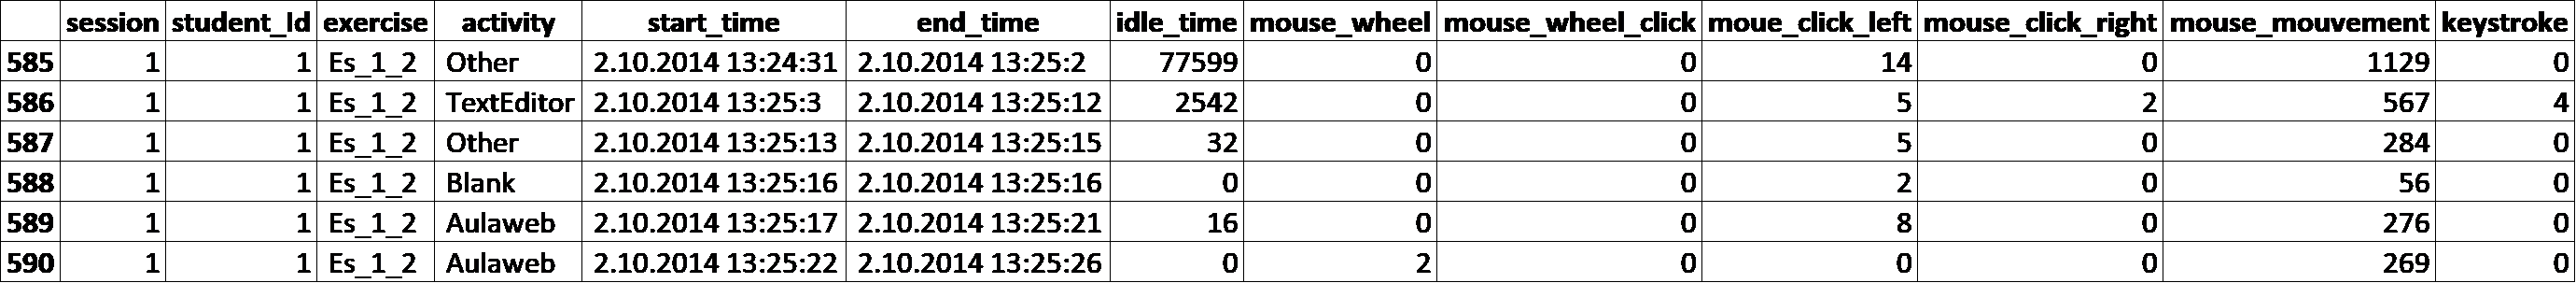 session student_Id exercise activity start_time end_time idle_time mouse_wheel mouse_wheel_click moue_click_left mouse_click_right mouse_mouvement keystroke
585 1 1 Es_1_2 Other 2.10.2014 13:24:31 2.10.2014 13:25:2 77599 0 0 14 0 1129 0
586 1 1 Es_1_2 TextEditor 2.10.2014 13:25:3 2.10.2014 13:25:12 2542 0 0 5 2 567 4
587 1 1 Es_1_2 Other 2.10.2014 13:25:13 2.10.2014 13:25:15 32 0 0 5 0 284 0
588 1 1 Es_1_2 Blank 2.10.2014 13:25:16 2.10.2014 13:25:16 0 0 0 2 0 56 0
589 1 1 Es_1_2 Aulaweb 2.10.2014 13:25:17 2.10.2014 13:25:21 16 0 0 8 0 276 0
590 1 1 Es_1_2 Aulaweb 2.10.2014 13:25:22 2.10.2014 13:25:26 0 2 0 0 0 269 0